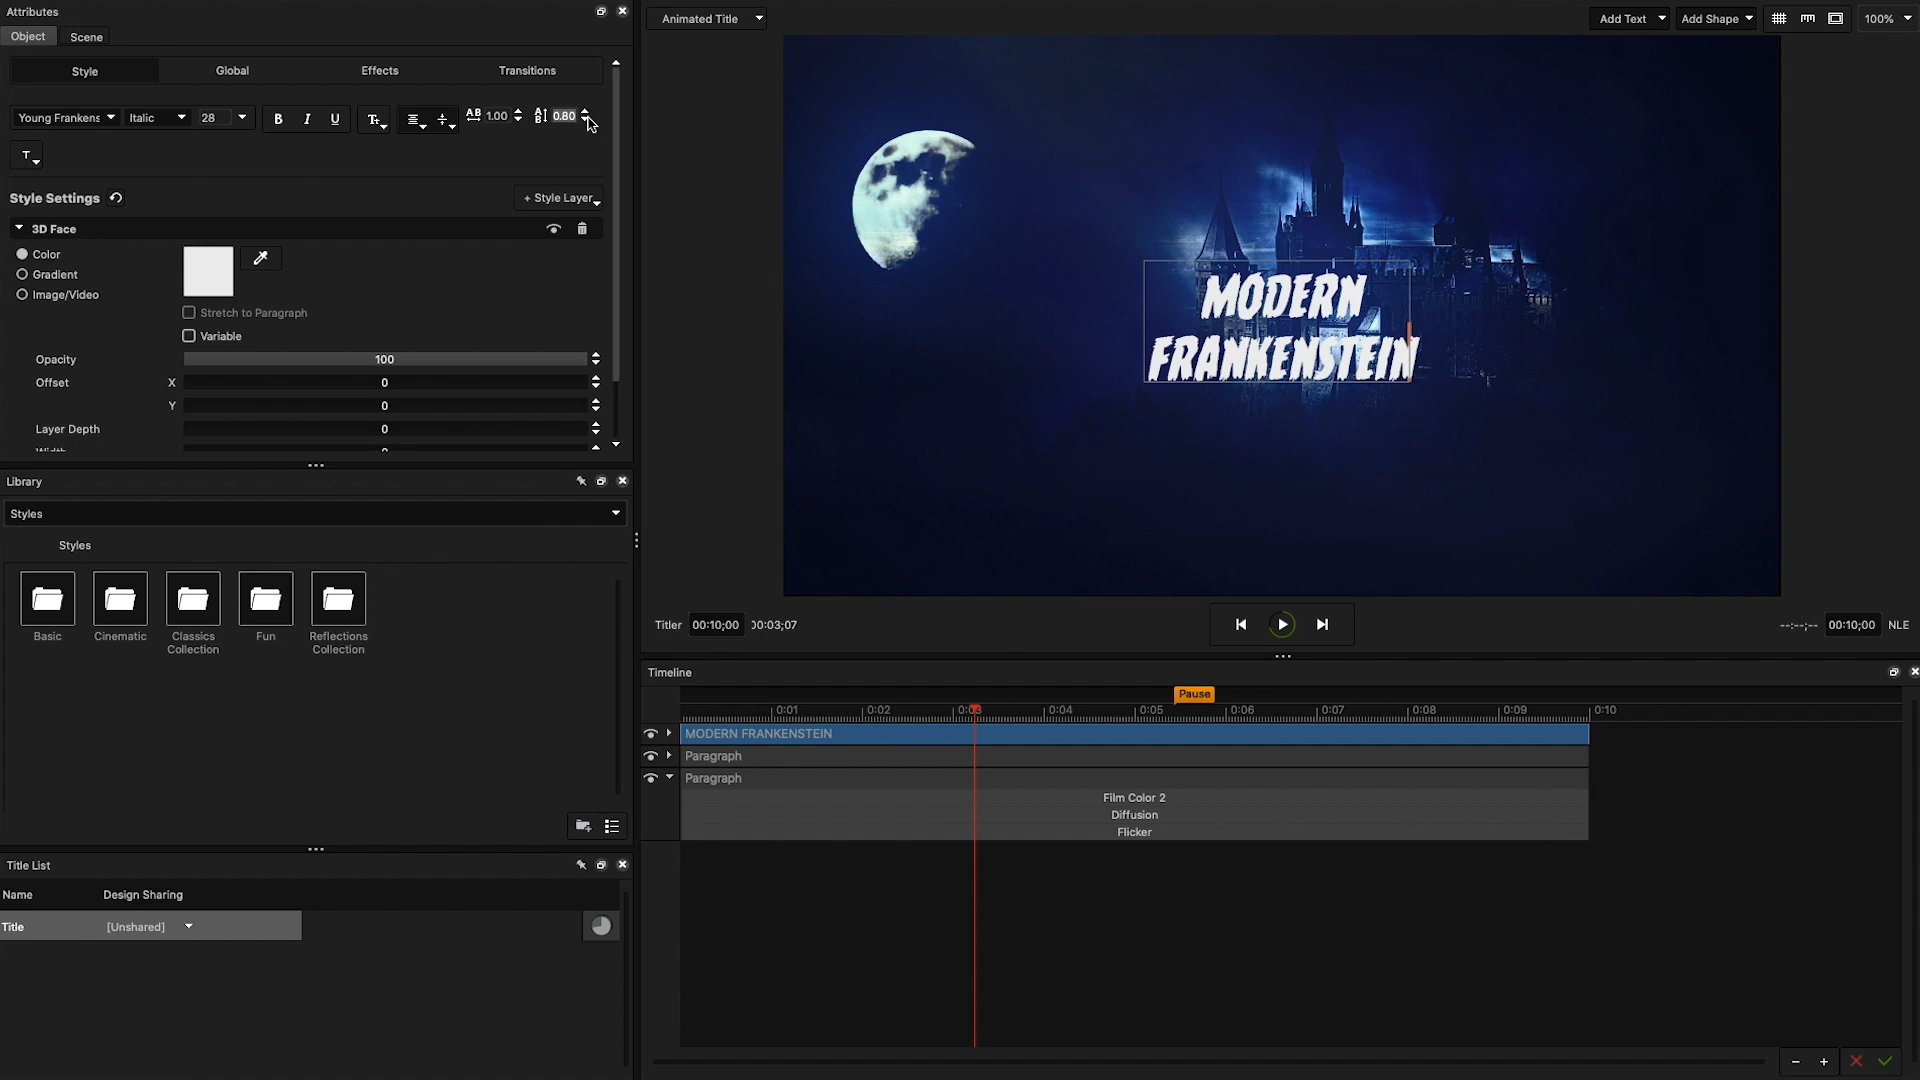 Attributes
Object Scene
Style Global Effects Transitions
Young Frankens Italic 28 B I U AB 1.00 0.80
T
Style Settings + Style Layer
3D Face
Color
Gradient
Image/Video
Stretch to Paragraph
Variable
Opacity 100
Offset X 0
Y 0
Layer Depth 0
Library
Styles
Styles
Basic Cinematic Classics Collection Fun Reflections Collection
Title List
Name Design Sharing
Title [Unshared]
Animated Title Add Text Add Shape 100%
MODERN
FRANKENSTEIN
Titler 00:10;00 00:03;07 --:--;-- 00:10;00 NLE
Timeline
Pause
0:01 0:02 0:03 0:04 0:05 0:06 0:07 0:08 0:09 0:10
MODERN FRANKENSTEIN
Paragraph
Paragraph
Film Color 2
Diffusion
Flicker